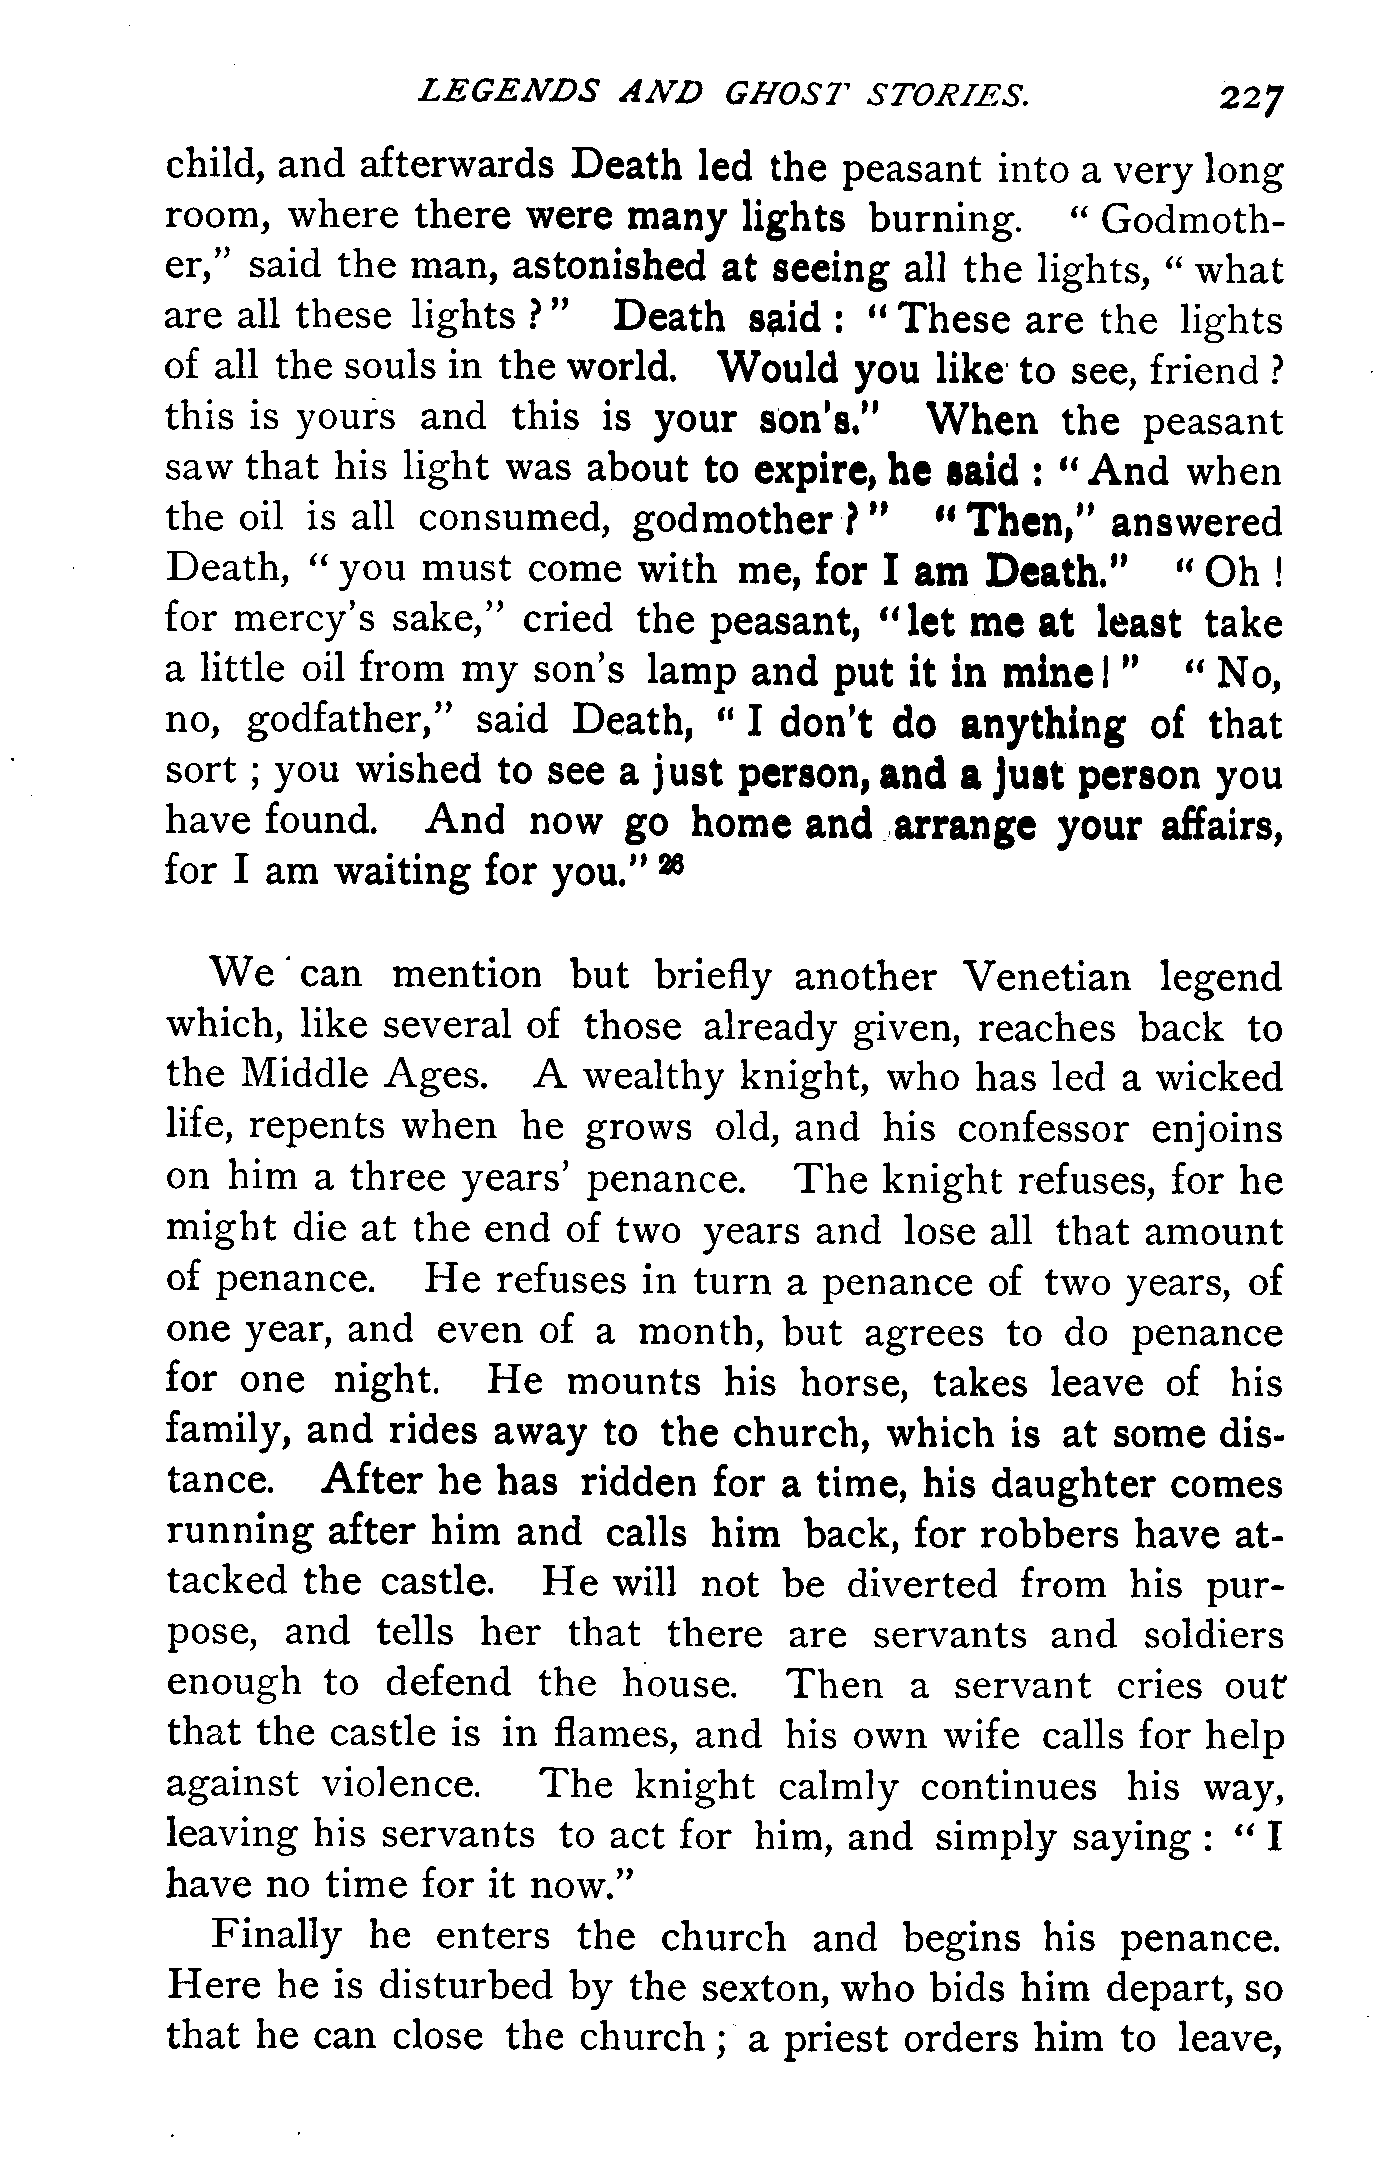 LEGENDS AND GHOST STORIES. 227
child, and afterwards Death led the peasant into a very long
room, where there were many lights burning. " Godmoth-
er," said the man, astonished at seeing all the lights, " what
are all these lights ? " Death said : " These are the lights
of all the souls in the world. Would you like to see, friend ?
this is yours and this is your son's." When the peasant
saw that his light was about to expire, he said : " And when
the oil is all consumed, godmother ? " " Then," answered
Death, " you must come with me, for I am Death." " Oh !
for mercy's sake," cried the peasant, " let me at least take
a little oil from my son's lamp and put it in mine ! " " No,
no, godfather," said Death, " I don't do anything of that
sort ; you wished to see a just person, and a just person you
have found. And now go home and arrange your affairs,
for I am waiting for you." 26
We can mention but briefly another Venetian legend
which, like several of those already given, reaches back to
the Middle Ages. A wealthy knight, who has led a wicked
life, repents when he grows old, and his confessor enjoins
on him a three years' penance. The knight refuses, for he
might die at the end of two years and lose all that amount
of penance. He refuses in turn a penance of two years, of
one year, and even of a month, but agrees to do penance
for one night. He mounts his horse, takes leave of his
family, and rides away to the church, which is at some dis-
tance. After he has ridden for a time, his daughter comes
running after him and calls him back, for robbers have at-
tacked the castle. He will not be diverted from his pur-
pose, and tells her that there are servants and soldiers
enough to defend the house. Then a servant cries out
that the castle is in flames, and his own wife calls for help
against violence. The knight calmly continues his way,
leaving his servants to act for him, and simply saying : " I
have no time for it now."
Finally he enters the church and begins his penance.
Here he is disturbed by the sexton, who bids him depart, so
that he can close the church ; a priest orders him to leave,